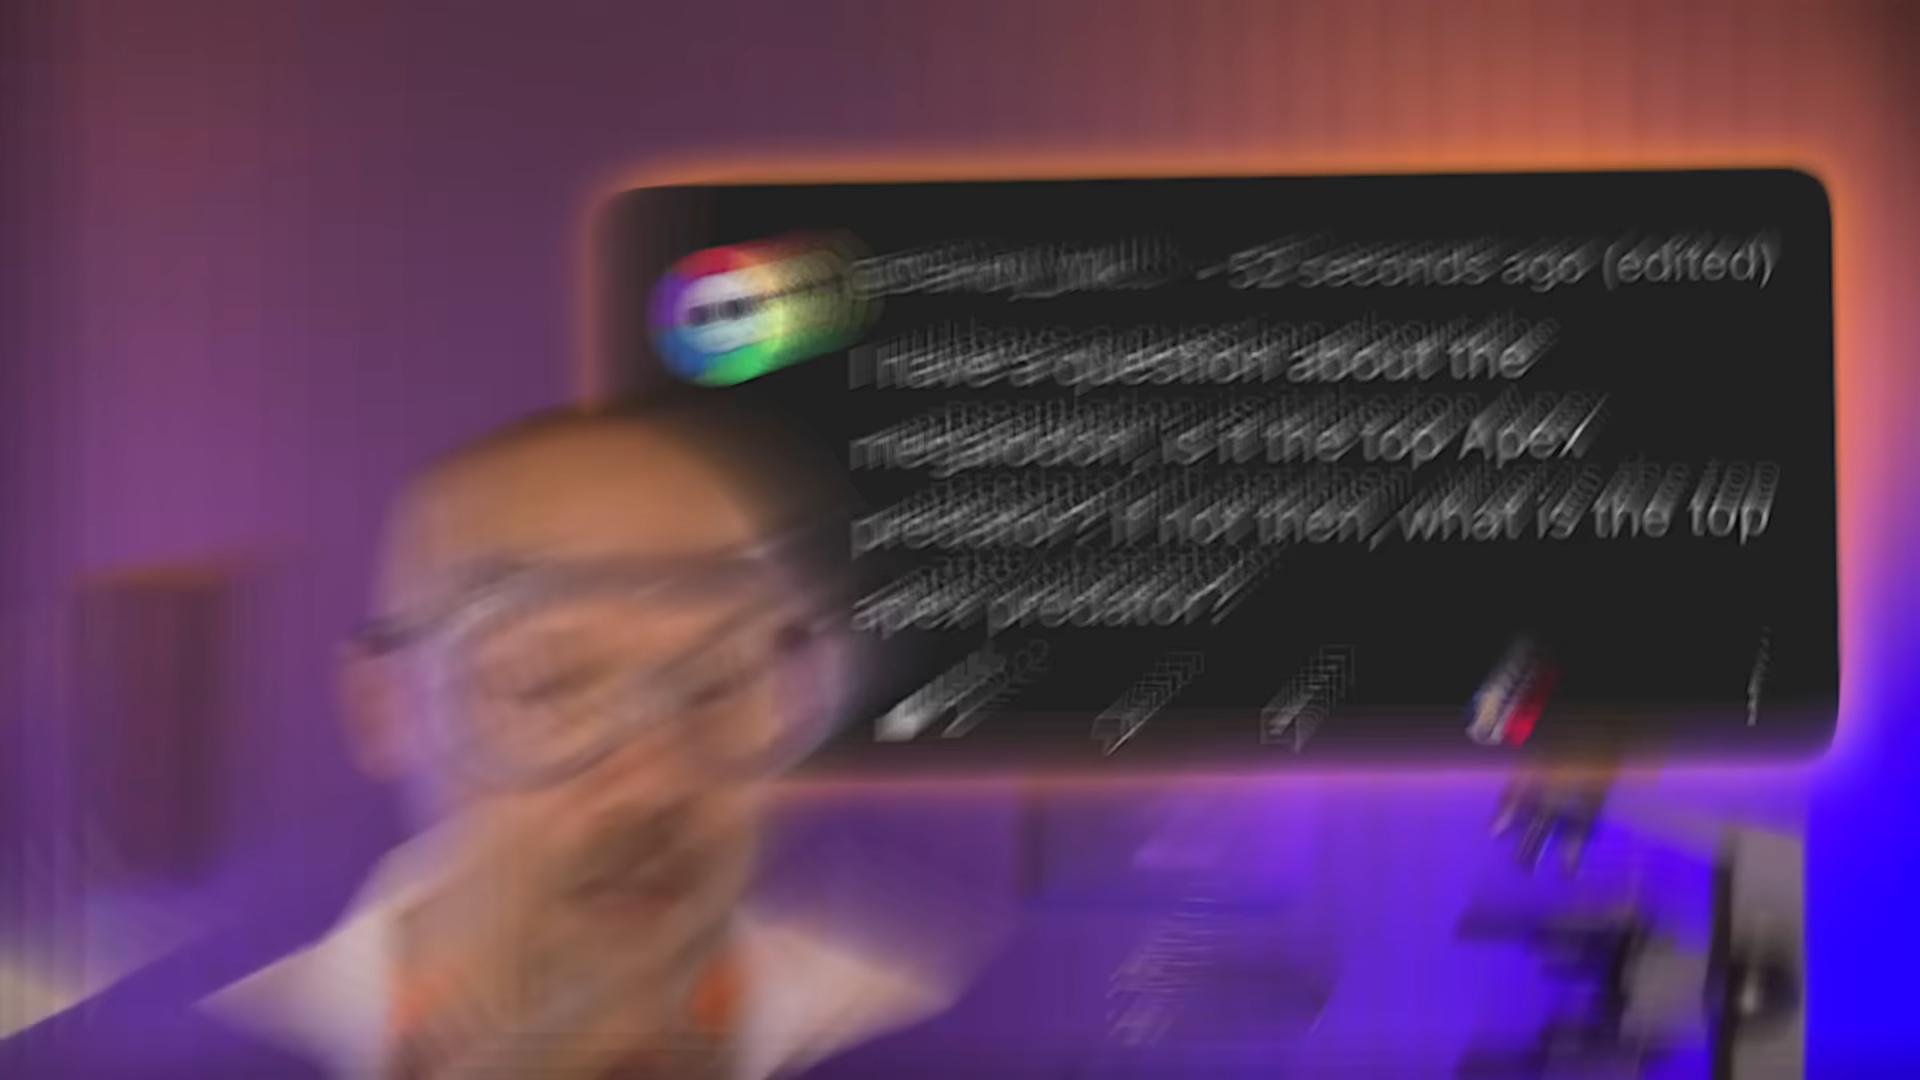 - 52 seconds ago (edited)
I have a question about the
megalodon, is it the top Apex
predator? If not then, what is the top
apex predator?